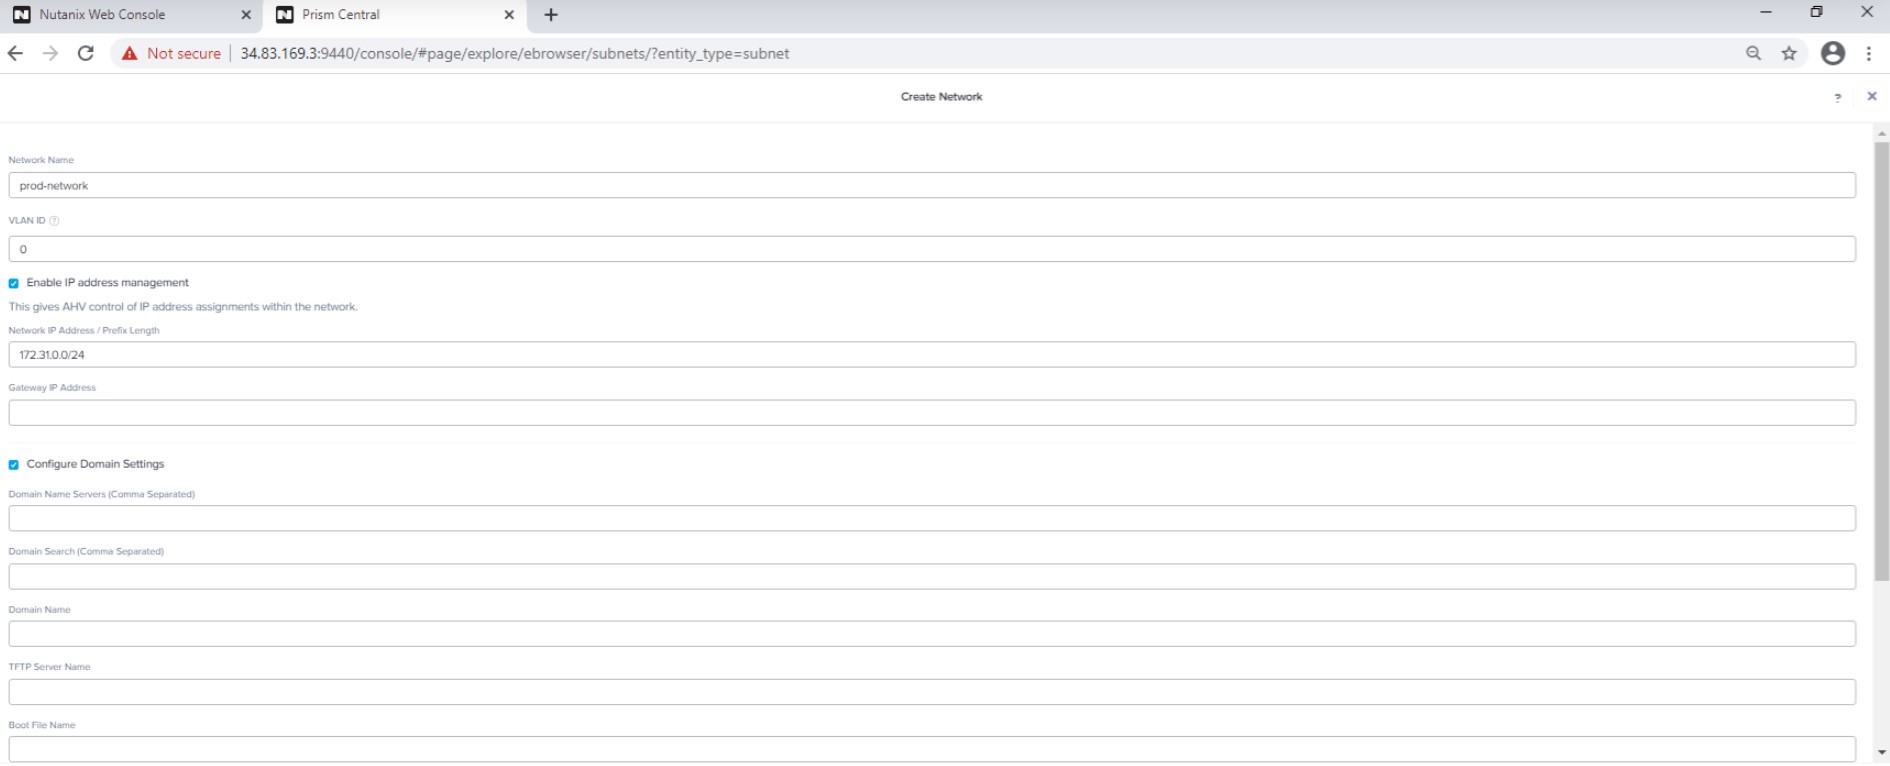 Nutanix Web Console
Prism Central
Not secure
34.83.169.3:9440/console/#page/explore/ebrowser/subnets/?entity_type=subnet
Create Network
?
Network Name
prod-network
VLAN ID ?
0
Enable IP address management
This gives AHV control of IP address assignments within the network.
Network IP Address / Prefix Length
172.31.0.0/24
Gateway IP Address
Configure Domain Settings
Domain Name Servers (Comma Separated)
Domain Search (Comma Separated)
Domain Name
TFTP Server Name
Boot File Name